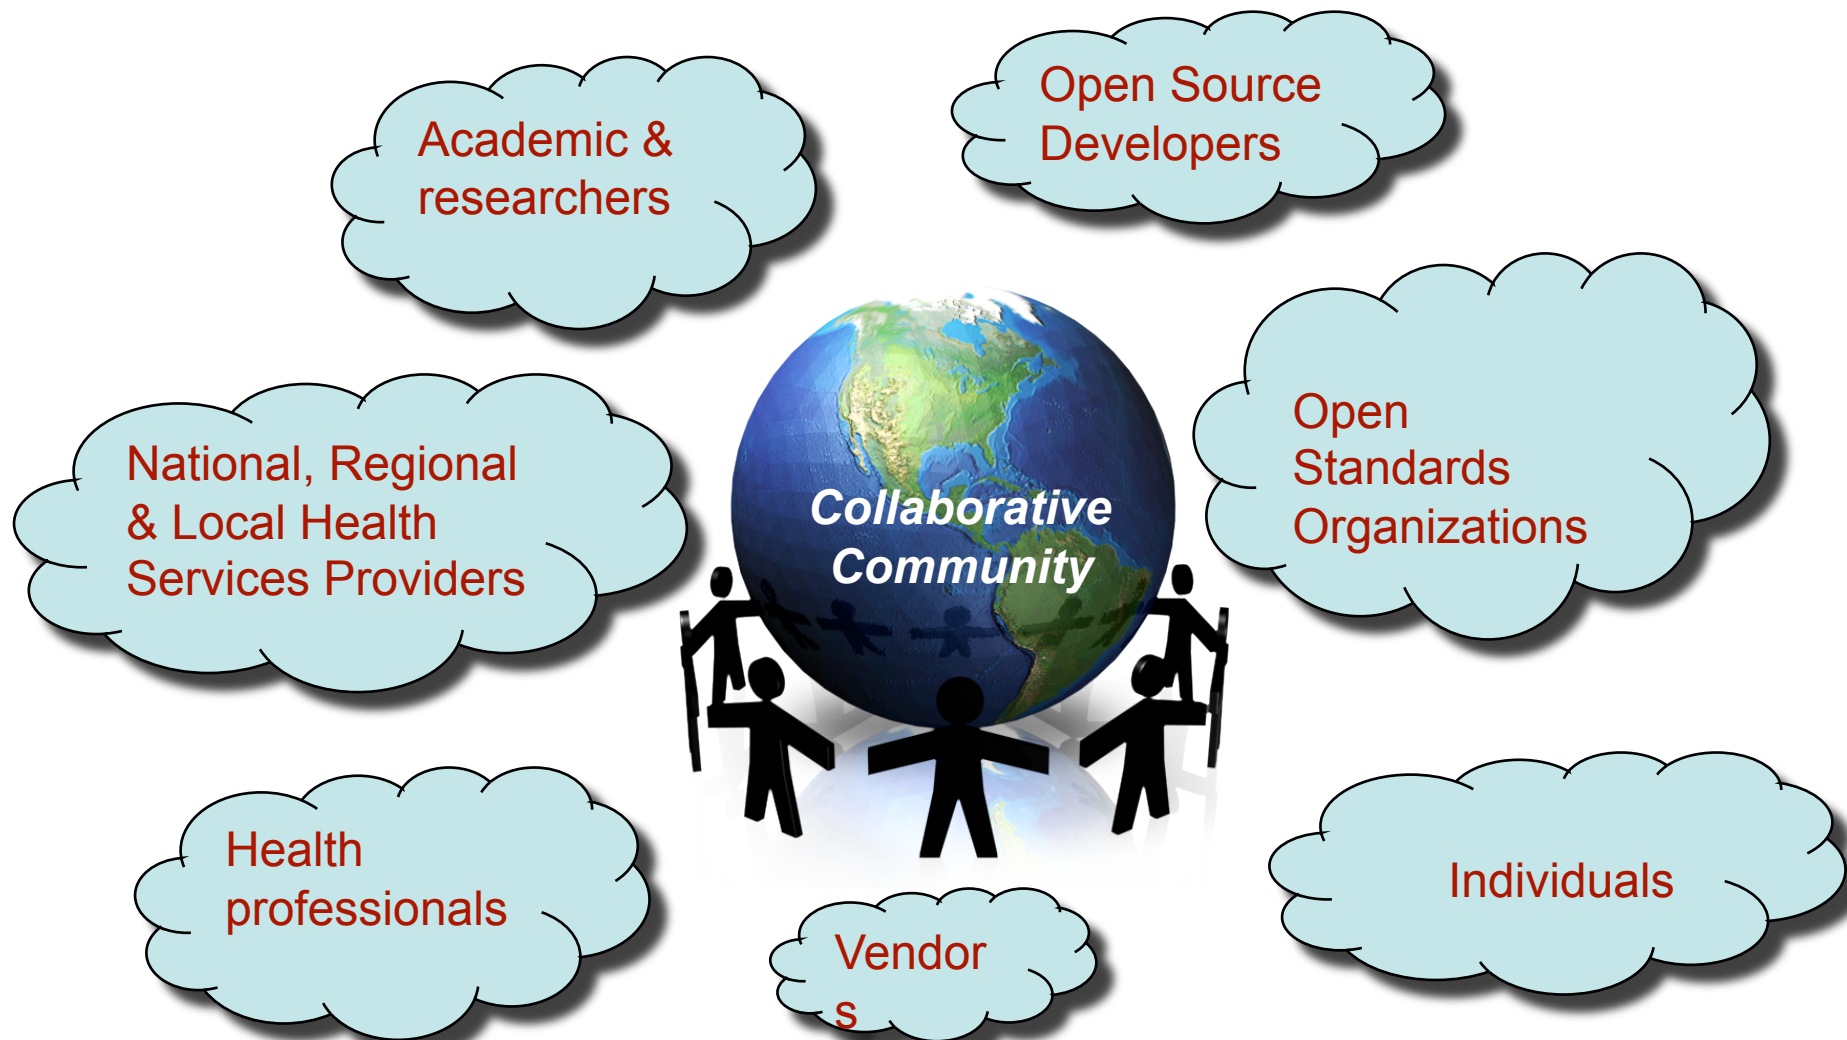 Academic &
researchers
Open Source
Developers
National, Regional
& Local Health
Services Providers
Collaborative
Community
Open
Standards
Organizations
Health
professionals
Vendor
s
Individuals